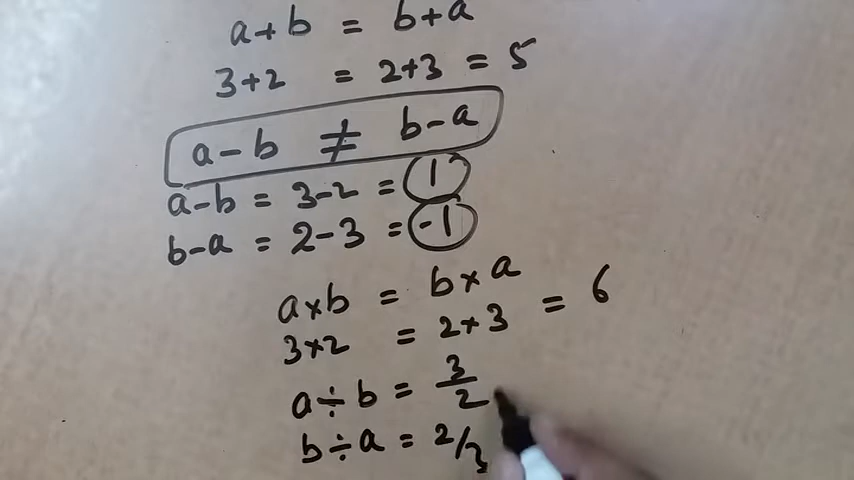 a+b = b+a
3+2 = 2+3 = 5
a-b ≠ b-a
a-b = 3-2 = 1
b-a = 2-3 = -1
a×b = b×a
3×2 = 2×3 = 6
a÷b = 3/2
b÷a = 2/3